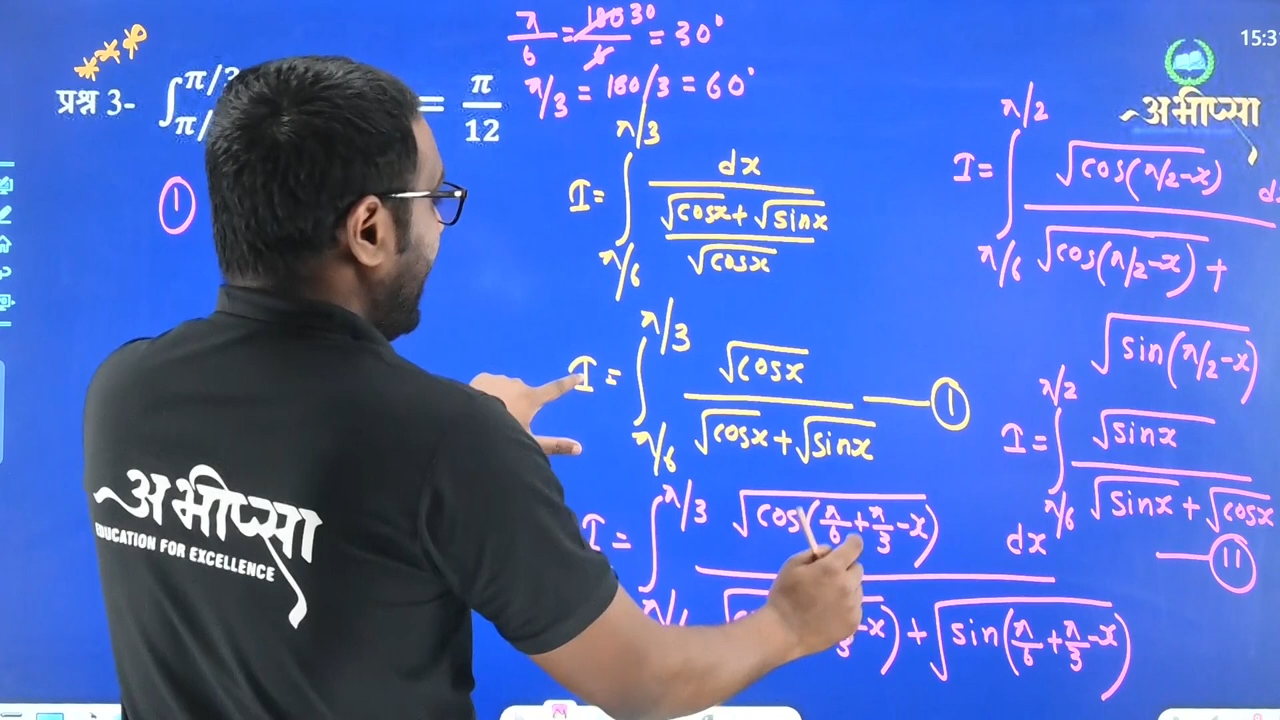 प्रश्न 3- ∫ π/3 = π/12
π/6 = 180/6 30 = 30°
π/3 = 180/3 = 60°
①
I = ∫_{π/6}^{π/3} dx / ((√cosx + √sinx) / √cosx)
I = ∫_{π/6}^{π/3} √cosx / (√cosx + √sinx) — ①
I = ∫^{π/3} √cos(π/6 + π/3 - x) dx
-x) + √sin(π/6 + π/3 - x)
I = ∫_{π/6}^{π/2} √cos(π/2 - x)
√cos(π/2 - x) +
√sin(π/2 - x)
I = ∫_{π/6}^{π/2} √sinx / (√sinx + √cosx)
— ⑪
15:31
अभीप्सा
अभीप्सा
EDUCATION FOR EXCELLENCE